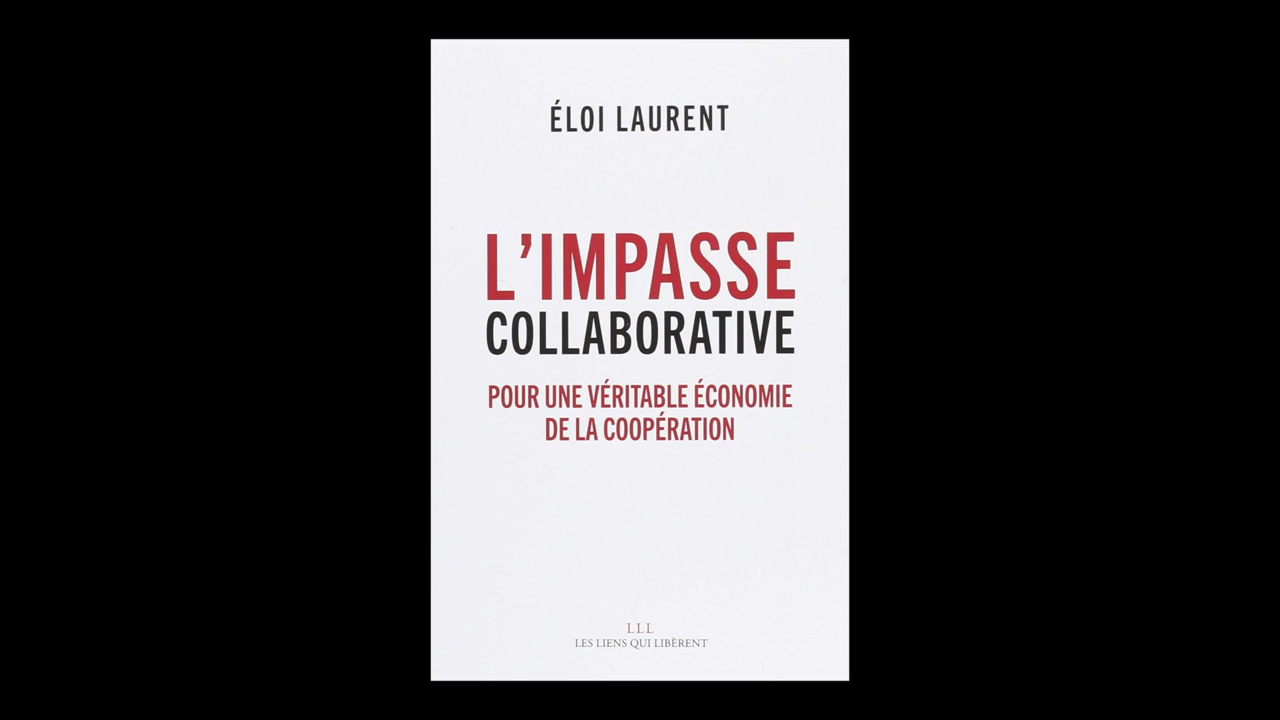 ÉLOI LAURENT
L'IMPASSE
COLLABORATIVE
POUR UNE VÉRITABLE ÉCONOMIE
DE LA COOPÉRATION
LLL
LES LIENS QUI LIBÈRENT